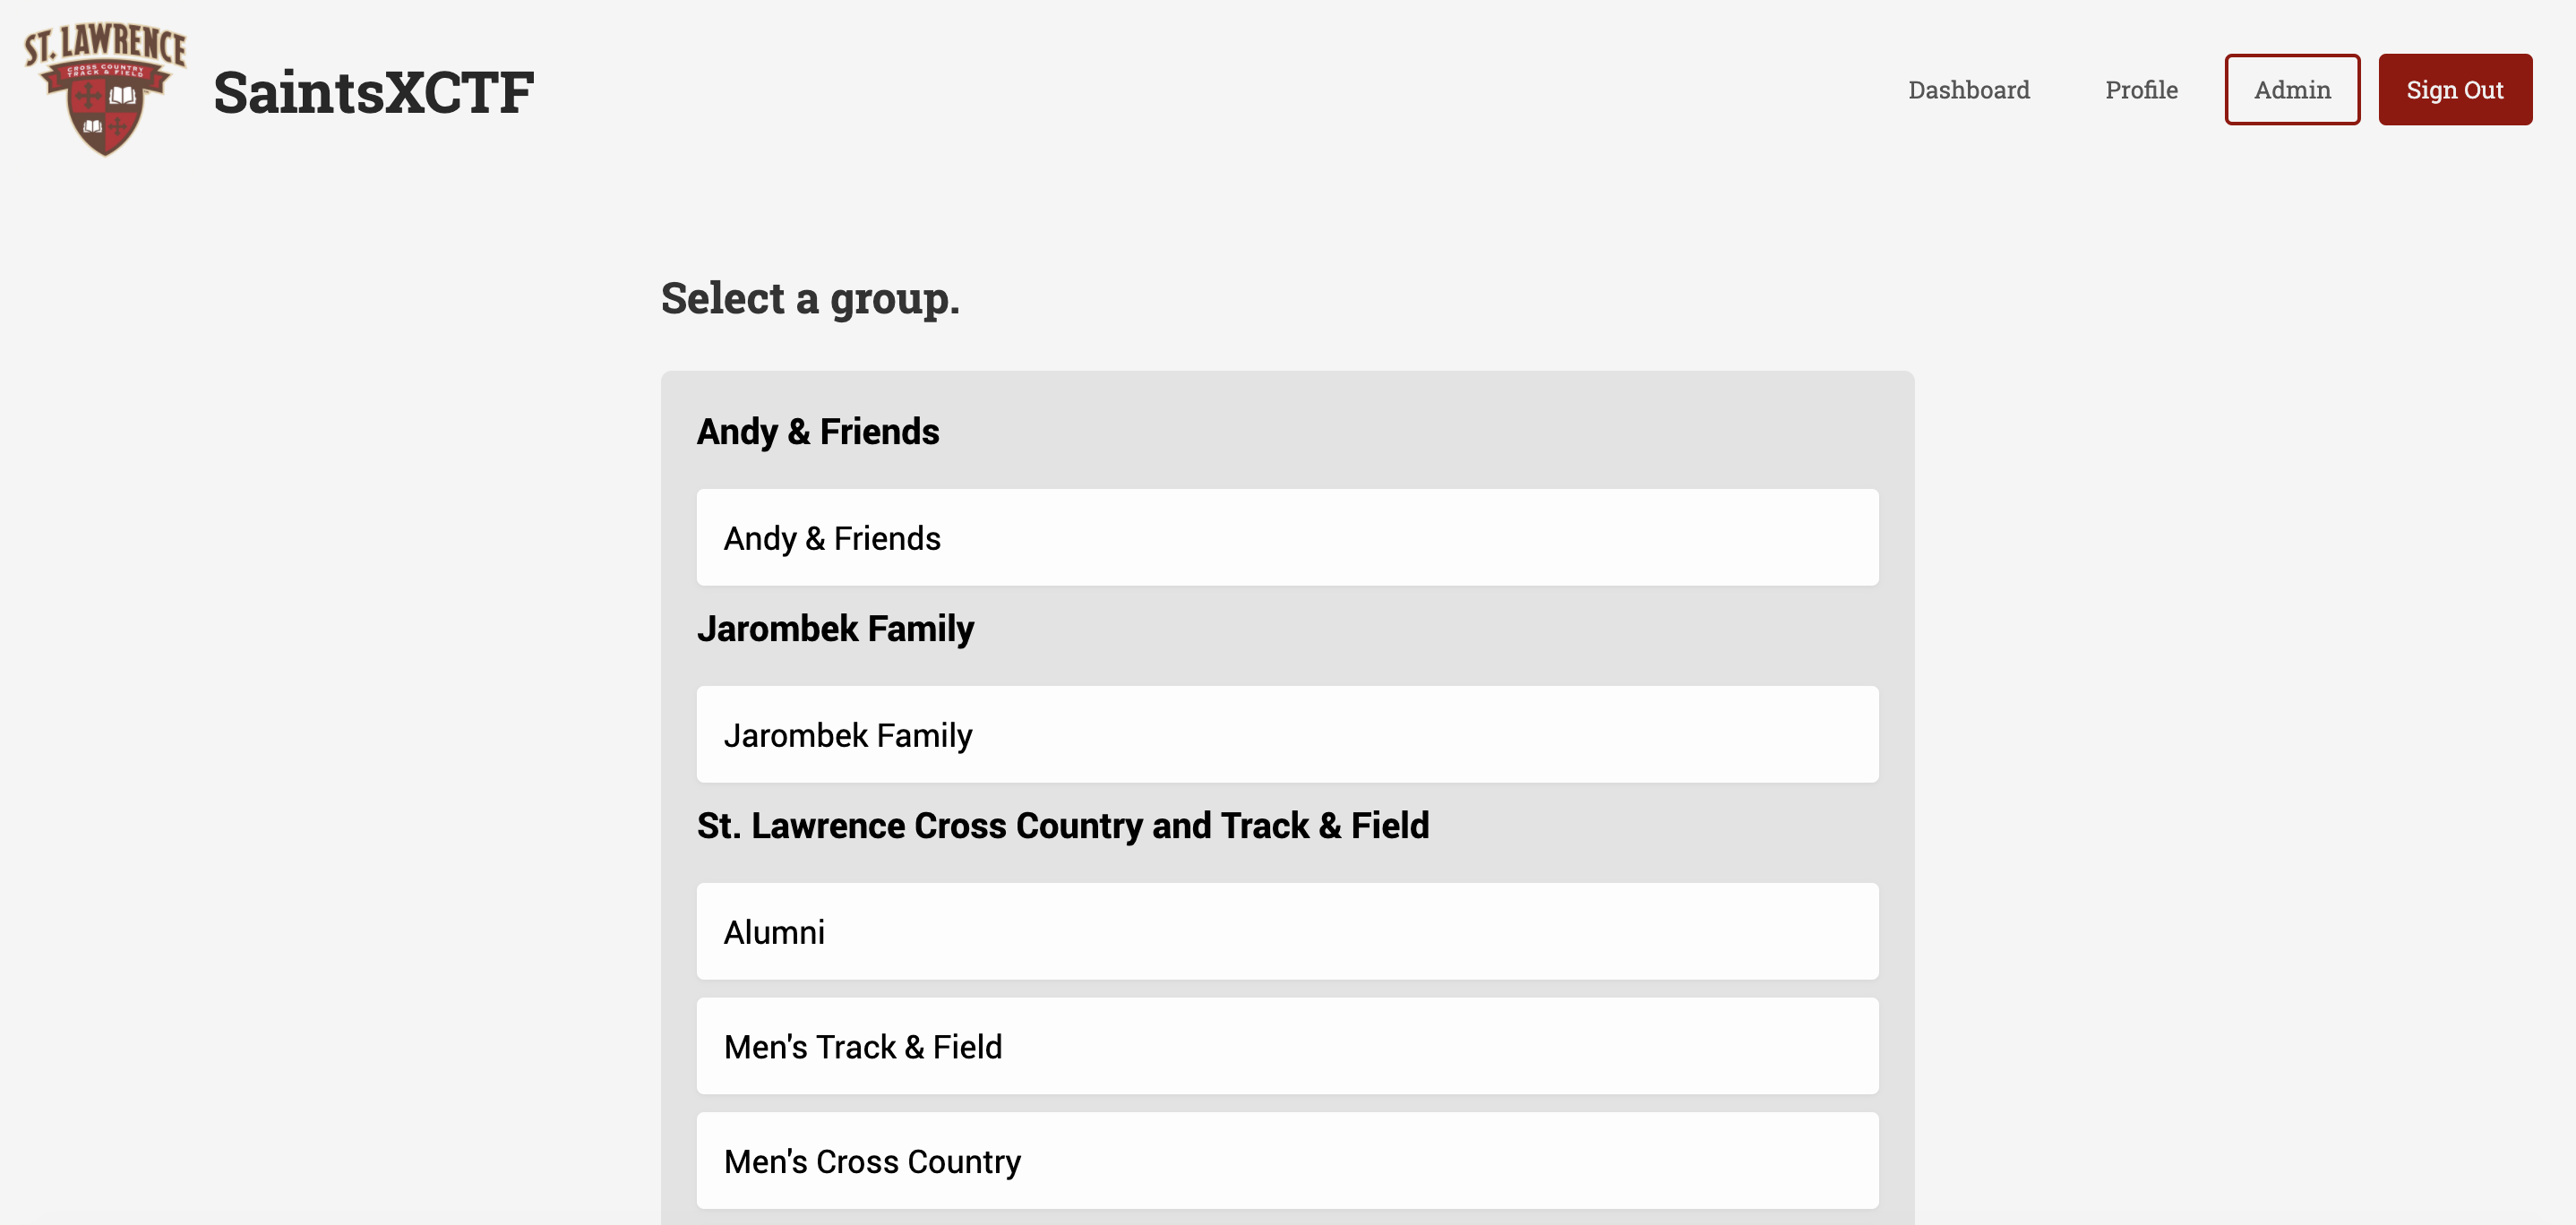 ST. LAWRENCE
CROSS COUNTRY
TRACK & FIELD
SaintsXCTF
Dashboard
Profile
Admin
Sign Out
Select a group.
Andy & Friends
Andy & Friends
Jarombek Family
Jarombek Family
St. Lawrence Cross Country and Track & Field
Alumni
Men's Track & Field
Men's Cross Country